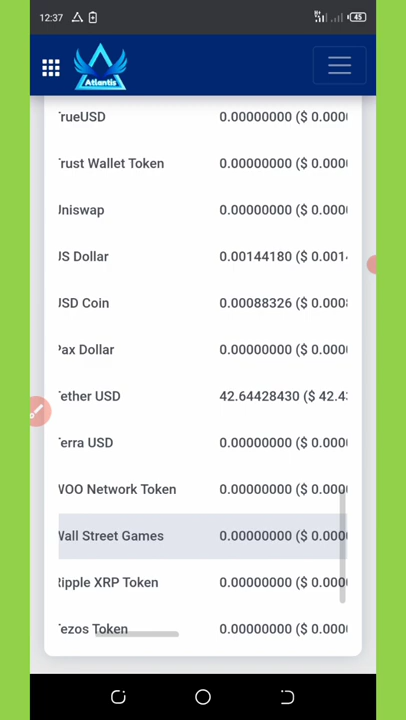 12:37
45
Atlantis
TrueUSD 0.00000000 ($ 0.000
Trust Wallet Token 0.00000000 ($ 0.000
Uniswap 0.00000000 ($ 0.000
US Dollar 0.00144180 ($ 0.001
USD Coin 0.00088326 ($ 0.000
Pax Dollar 0.00000000 ($ 0.000
Tether USD 42.64428430 ($ 42.4
Terra USD 0.00000000 ($ 0.000
WOO Network Token 0.00000000 ($ 0.000
Wall Street Games 0.00000000 ($ 0.000
Ripple XRP Token 0.00000000 ($ 0.000
Tezos Token 0.00000000 ($ 0.000